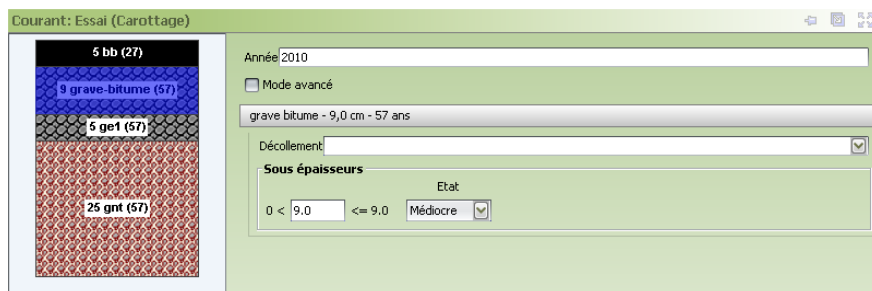 Courant: Essai (Carottage)
5 bb (27)
9 grave-bitume (57)
5 ge1 (57)
25 gnt (57)
Année 2010
Mode avancé
grave bitume - 9,0 cm - 57 ans
Décollement
Sous épaisseurs
Etat
0 < 9.0 <= 9.0 Médiocre